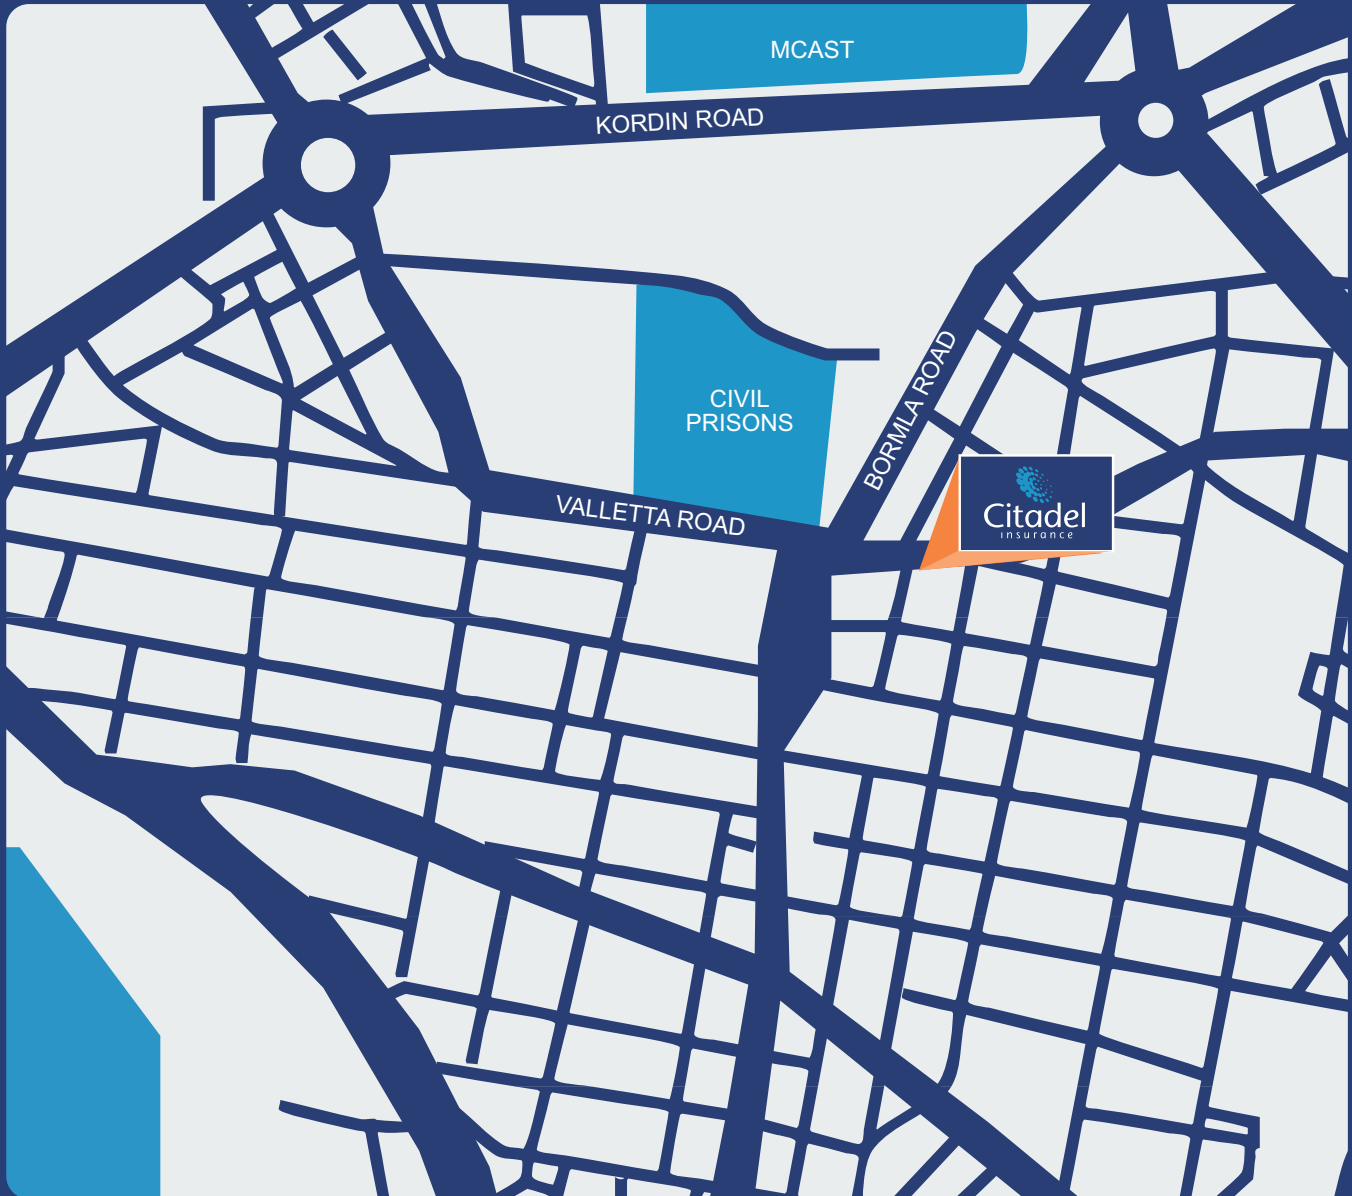 MCAST
KORDIN ROAD
BORMLA ROAD
CIVIL
PRISONS
VALLETTA ROAD
Citadel
insurance